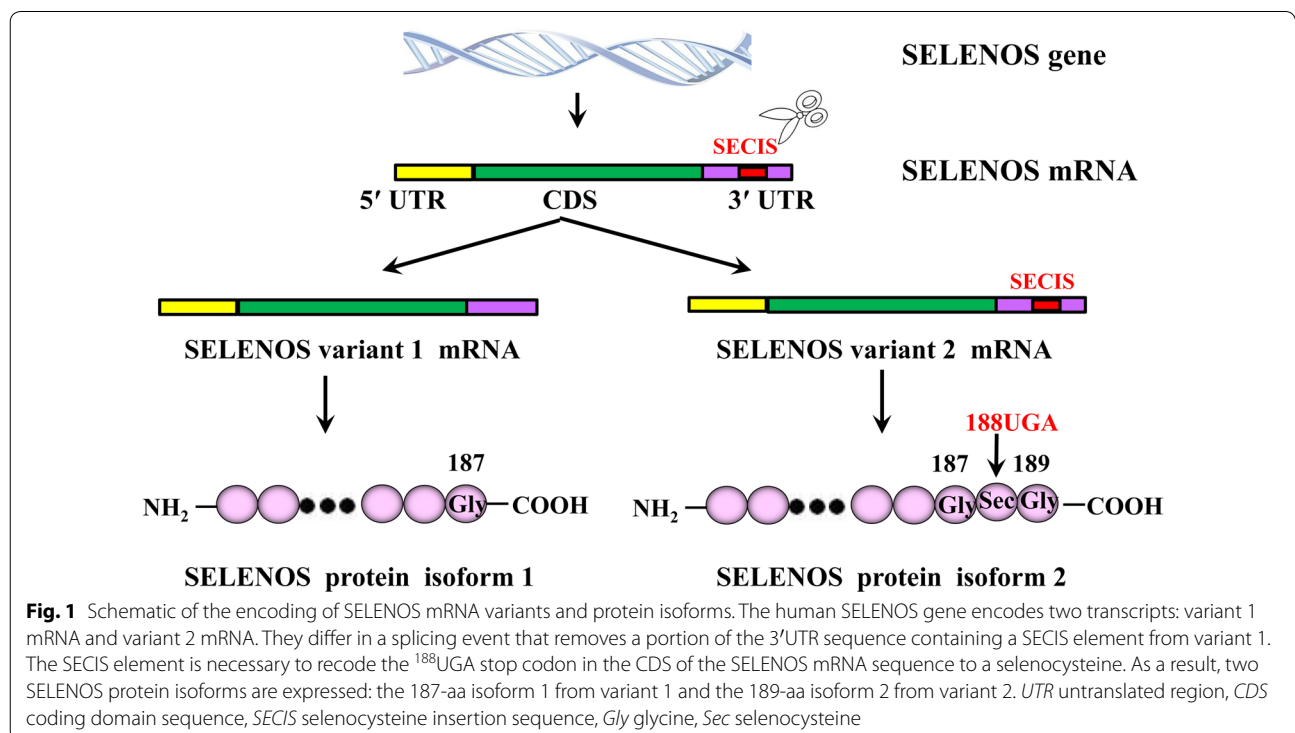 SELENOS gene
SECIS
SELENOS mRNA
5′ UTR CDS 3′ UTR
SECIS
SELENOS variant 1 mRNA SELENOS variant 2 mRNA
188UGA
187 187 189
NH₂ Gly COOH NH₂ Gly Sec Gly COOH
SELENOS protein isoform 1 SELENOS protein isoform 2
Fig. 1 Schematic of the encoding of SELENOS mRNA variants and protein isoforms. The human SELENOS gene encodes two transcripts: variant 1
mRNA and variant 2 mRNA. They differ in a splicing event that removes a portion of the 3′UTR sequence containing a SECIS element from variant 1.
The SECIS element is necessary to recode the ¹⁸⁸UGA stop codon in the CDS of the SELENOS mRNA sequence to a selenocysteine. As a result, two
SELENOS protein isoforms are expressed: the 187-aa isoform 1 from variant 1 and the 189-aa isoform 2 from variant 2. UTR untranslated region, CDS
coding domain sequence, SECIS selenocysteine insertion sequence, Gly glycine, Sec selenocysteine